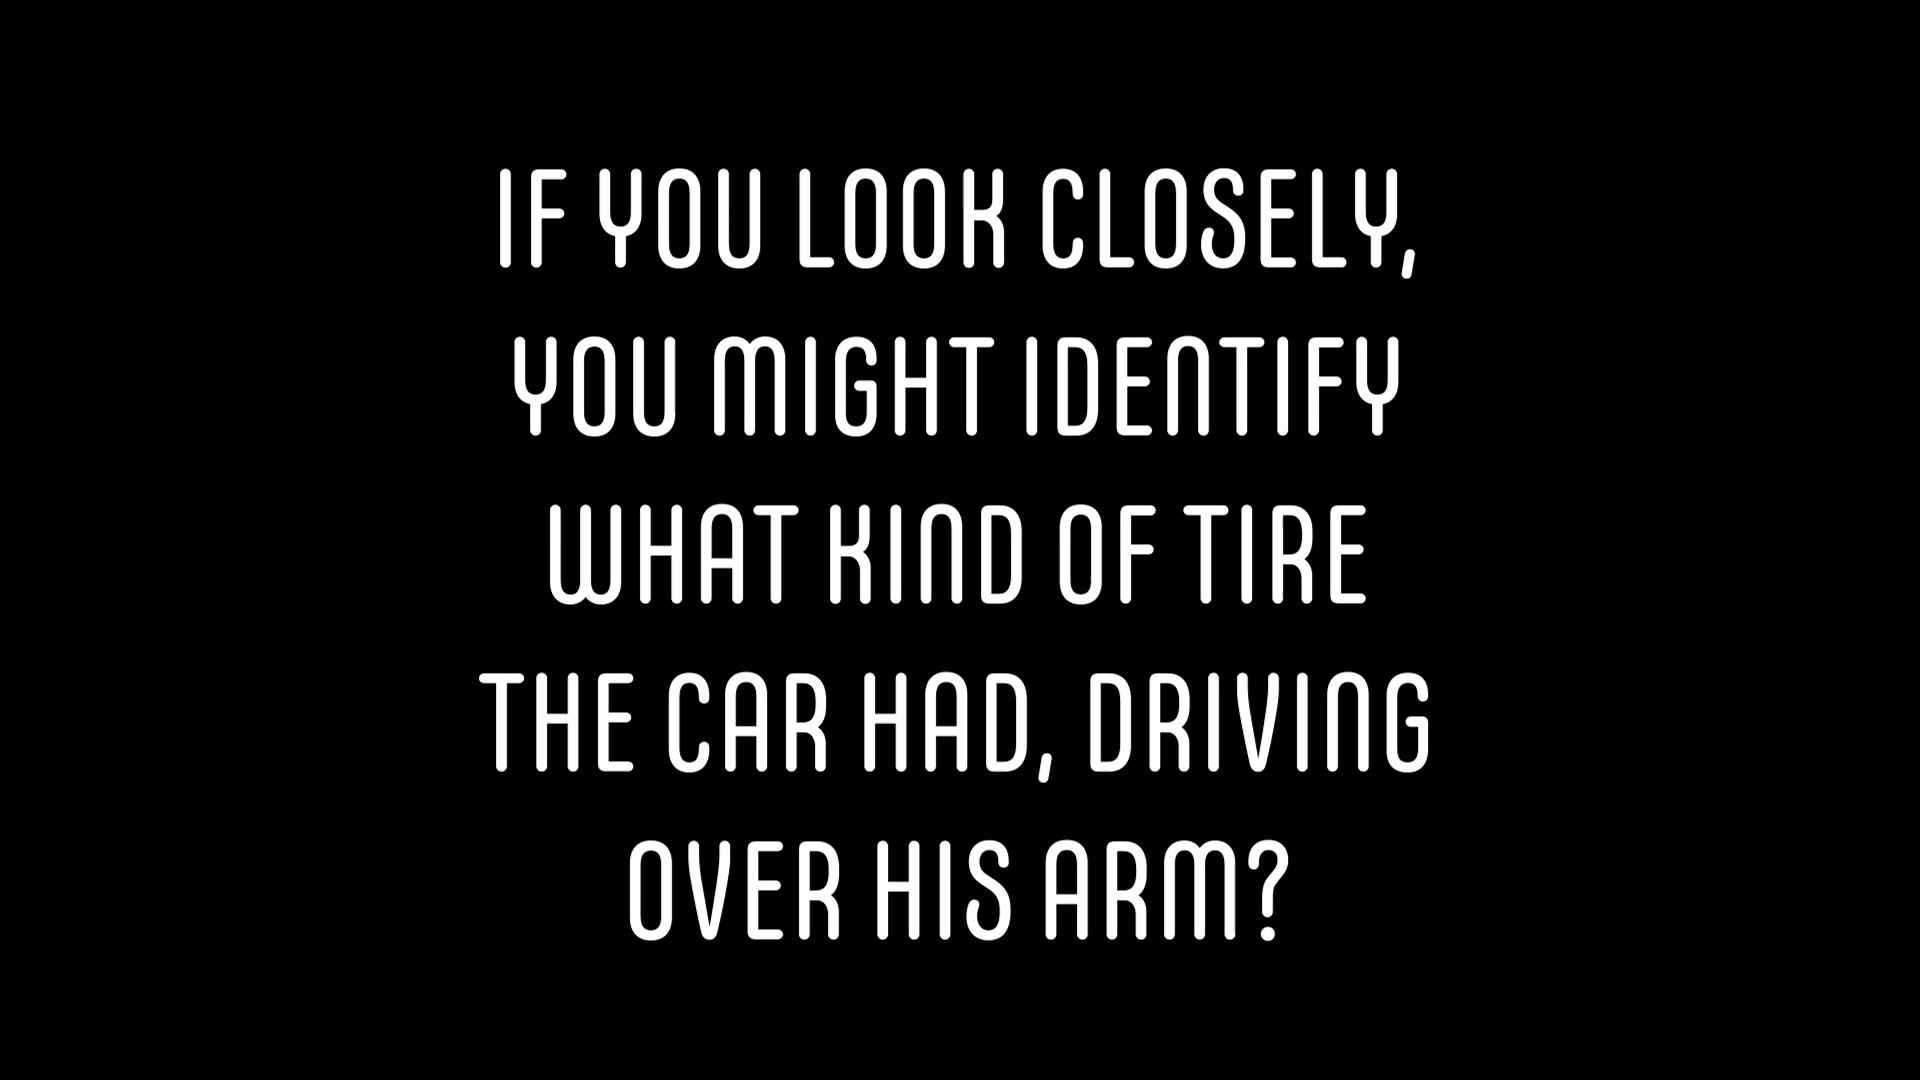 IF YOU LOOK CLOSELY,
YOU MIGHT IDENTIFY
WHAT KIND OF TIRE
THE CAR HAD, DRIVING
OVER HIS ARM?